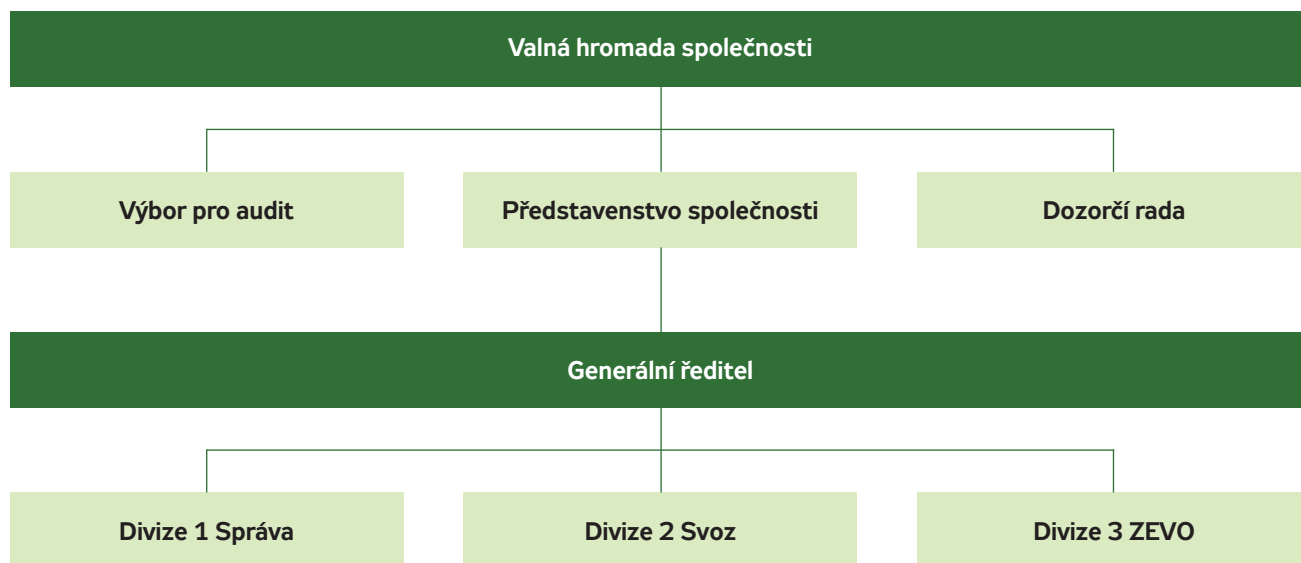 Valná hromada společnosti
Výbor pro audit
Představenstvo společnosti
Dozorčí rada
Generální ředitel
Divize 1 Správa
Divize 2 Svoz
Divize 3 ZEVO